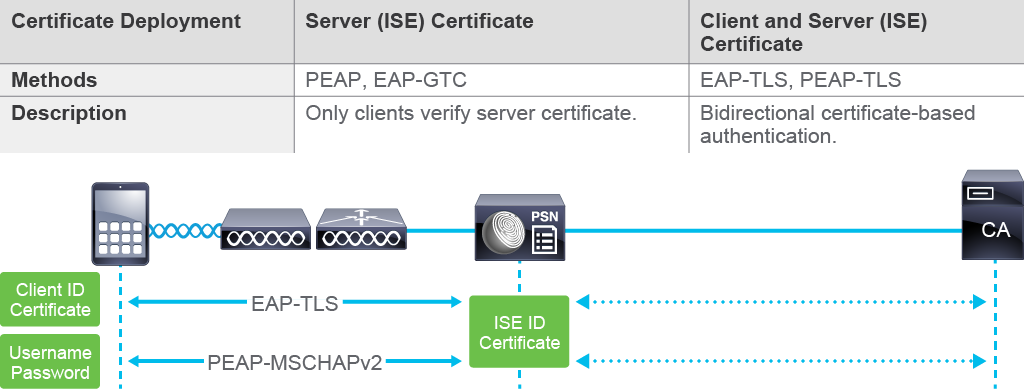 Certificate Deployment
Server (ISE) Certificate
Client and Server (ISE)
Certificate
Methods
PEAP, EAP-GTC
EAP-TLS, PEAP-TLS
Description
Only clients verify server certificate.
Bidirectional certificate-based
authentication.
PSN
CA
Client ID
Certificate
EAP-TLS
ISE ID
Certificate
Username
Password
PEAP-MSCHAPv2